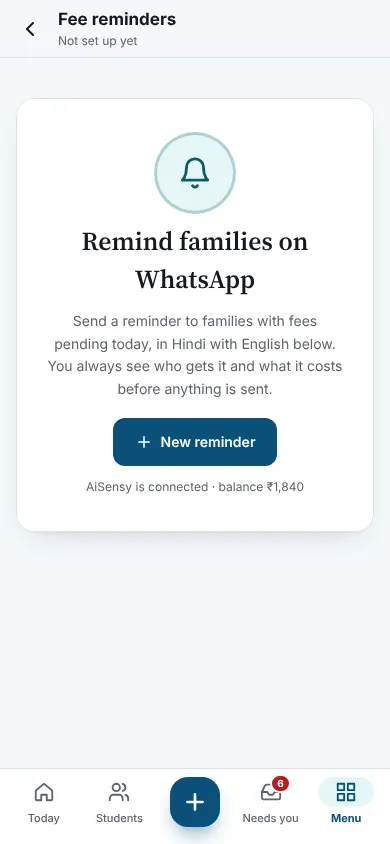 Fee reminders
Not set up yet
Remind families on
WhatsApp
Send a reminder to families with fees
pending today, in Hindi with English below.
You always see who gets it and what it costs
before anything is sent.
New reminder
AiSensy is connected · balance ₹1,840
6
Today
Students
Needs you
Menu